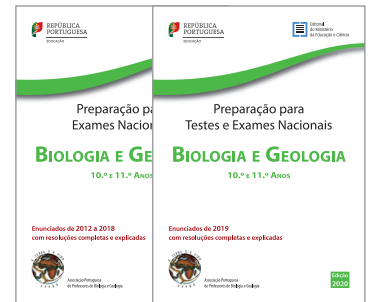 REPÚBLICA
PORTUGUESA
EDUCAÇÃO
Preparação pa
Exames Nacion
BIOLOGIA E GE
10.º E 11.º ANOS
Enunciados de 2012 a 2018
com resoluções completas e explicadas
Associação Portuguesa
de Professores de Biologia e Geologia
REPÚBLICA
PORTUGUESA
EDUCAÇÃO
Editorial
do Ministério
da Educação e Ciência
Preparação para
Testes e Exames Nacionais
BIOLOGIA E GEOLOGIA
10.º E 11.º ANOS
Enunciados de 2019
com resoluções completas e explicadas
Associação Portuguesa
de Professores de Biologia e Geologia
Edição
2020